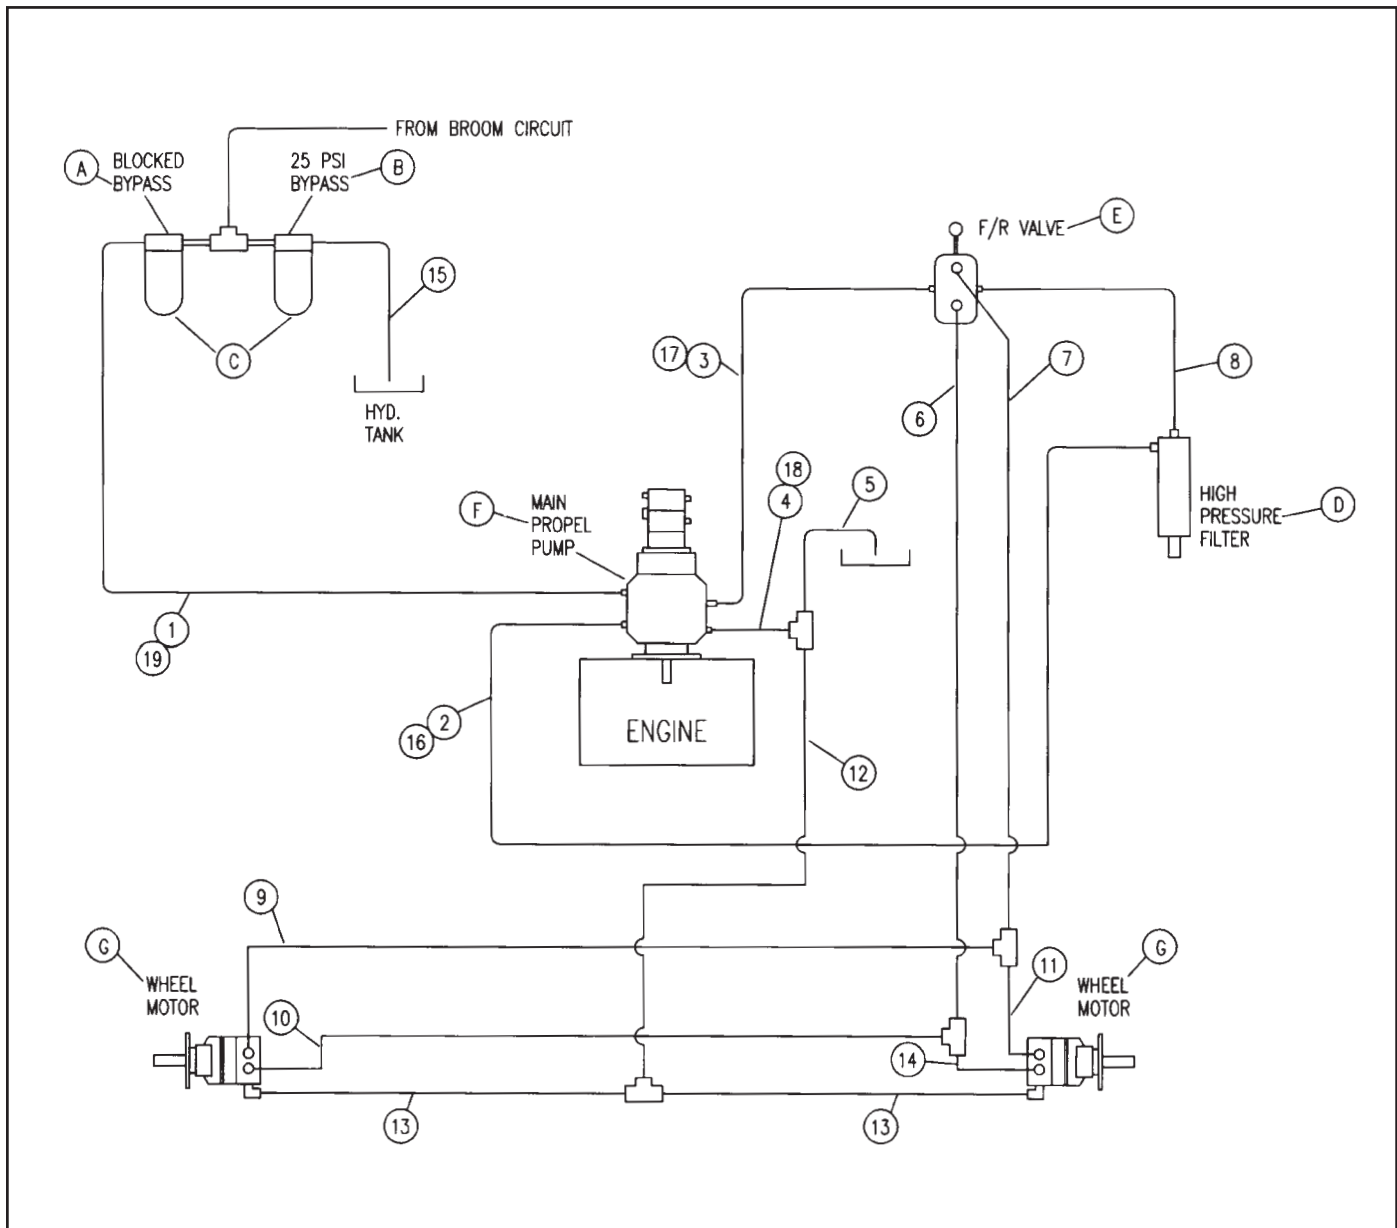 FROM BROOM CIRCUIT
A
BLOCKED
BYPASS
25 PSI
BYPASS
B
C
15
HYD.
TANK
F/R VALVE
E
17
3
6
7
8
18
4
5
F
MAIN
PROPEL
PUMP
HIGH
PRESSURE
FILTER
D
1
19
2
16
ENGINE
12
9
G
WHEEL
MOTOR
10
11
G
WHEEL
MOTOR
14
13
13